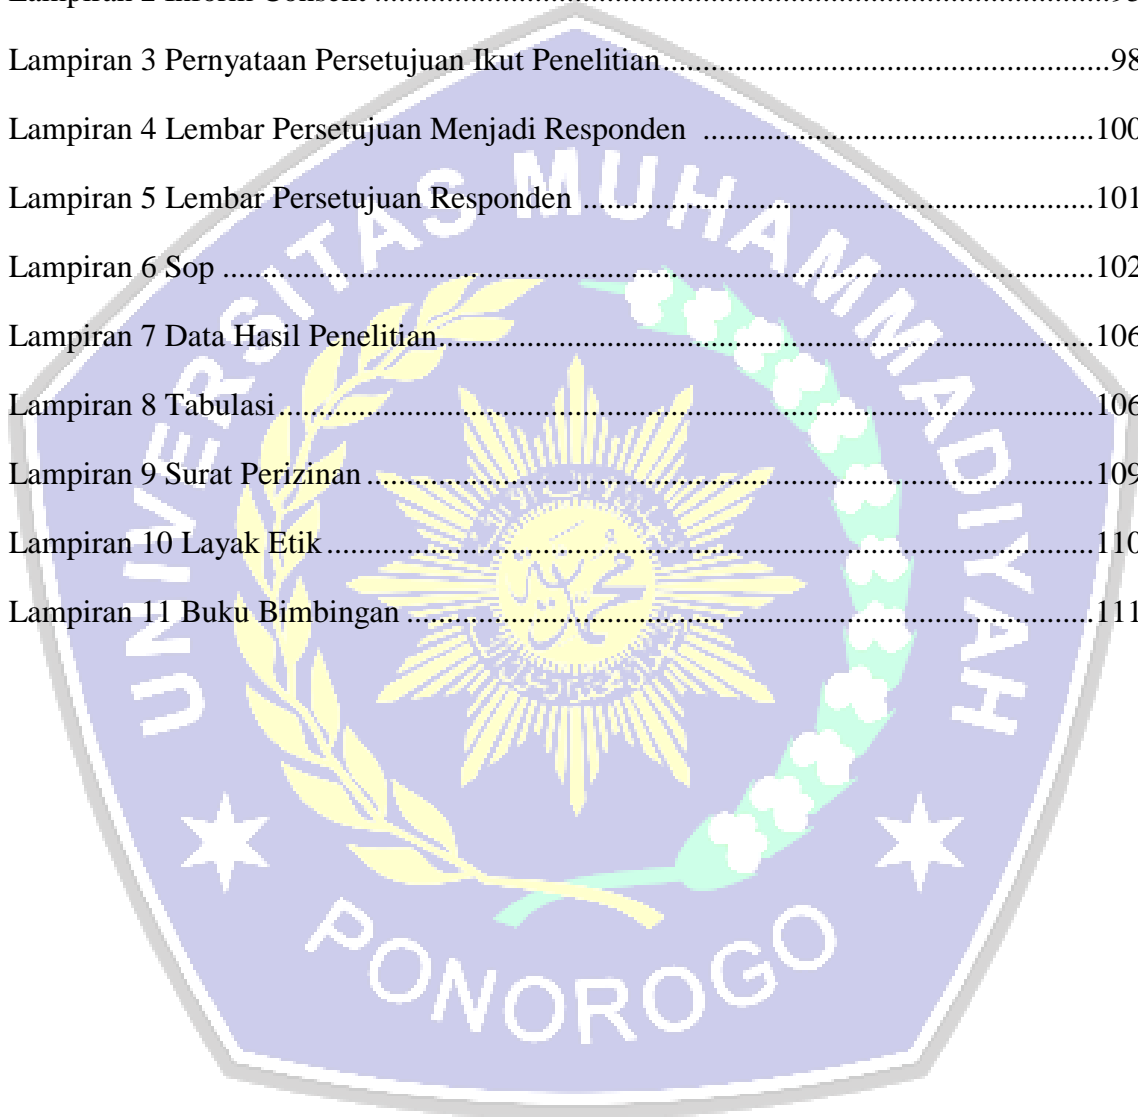 Lampiran 3 Pernyataan Persetujuan Ikut Penelitian.....................................................98
Lampiran 4 Lembar Persetujuan Menjadi Responden ................................................100
Lampiran 5 Lembar Persetujuan Responden ...............................................................101
Lampiran 6 Sop ............................................................................................................102
Lampiran 7 Data Hasil Penelitian.................................................................................106
Lampiran 8 Tabulasi.....................................................................................................106
Lampiran 9 Surat Perizinan ..........................................................................................109
Lampiran 10 Layak Etik ...............................................................................................110
Lampiran 11 Buku Bimbingan .....................................................................................111
UNIVERSITAS MUHAMMADIYAH
PONOROGO